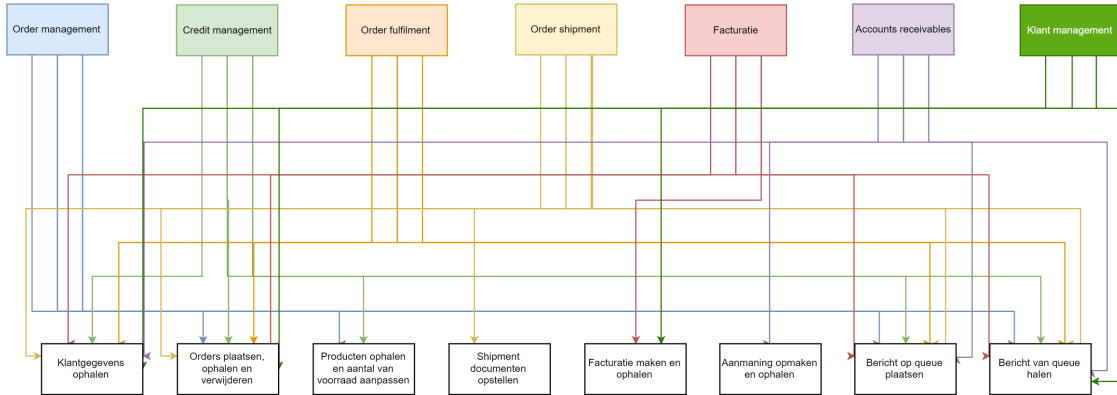 Order management
Credit management
Order fulfilment
Order shipment
Facturatie
Accounts receivables
Klant management
Klantgegevens
ophalen
Orders plaatsen,
ophalen en
verwijderen
Producten ophalen
en aantal van
voorraad aanpassen
Shipment
documenten
opstellen
Facturatie maken en
ophalen
Aanmaning opmaken
en ophalen
Bericht op queue
plaatsen
Bericht van queue
halen